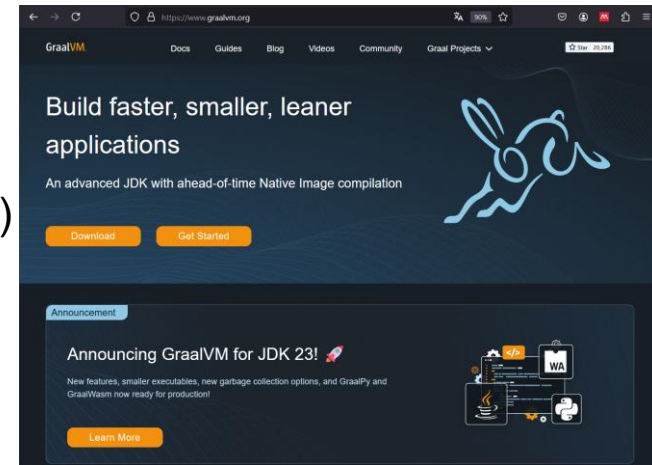 https://www.graalvm.org
90%
GraalVM
Docs Guides Blog Videos Community Graal Projects
Star 20,286
Build faster, smaller, leaner
applications
An advanced JDK with ahead-of-time Native Image compilation
)
Download Get Started
Announcement
Announcing GraalVM for JDK 23! 🚀
New features, smaller executables, new garbage collection options, and GraalPy and
GraalWasm now ready for production!
</>
WA
Learn More